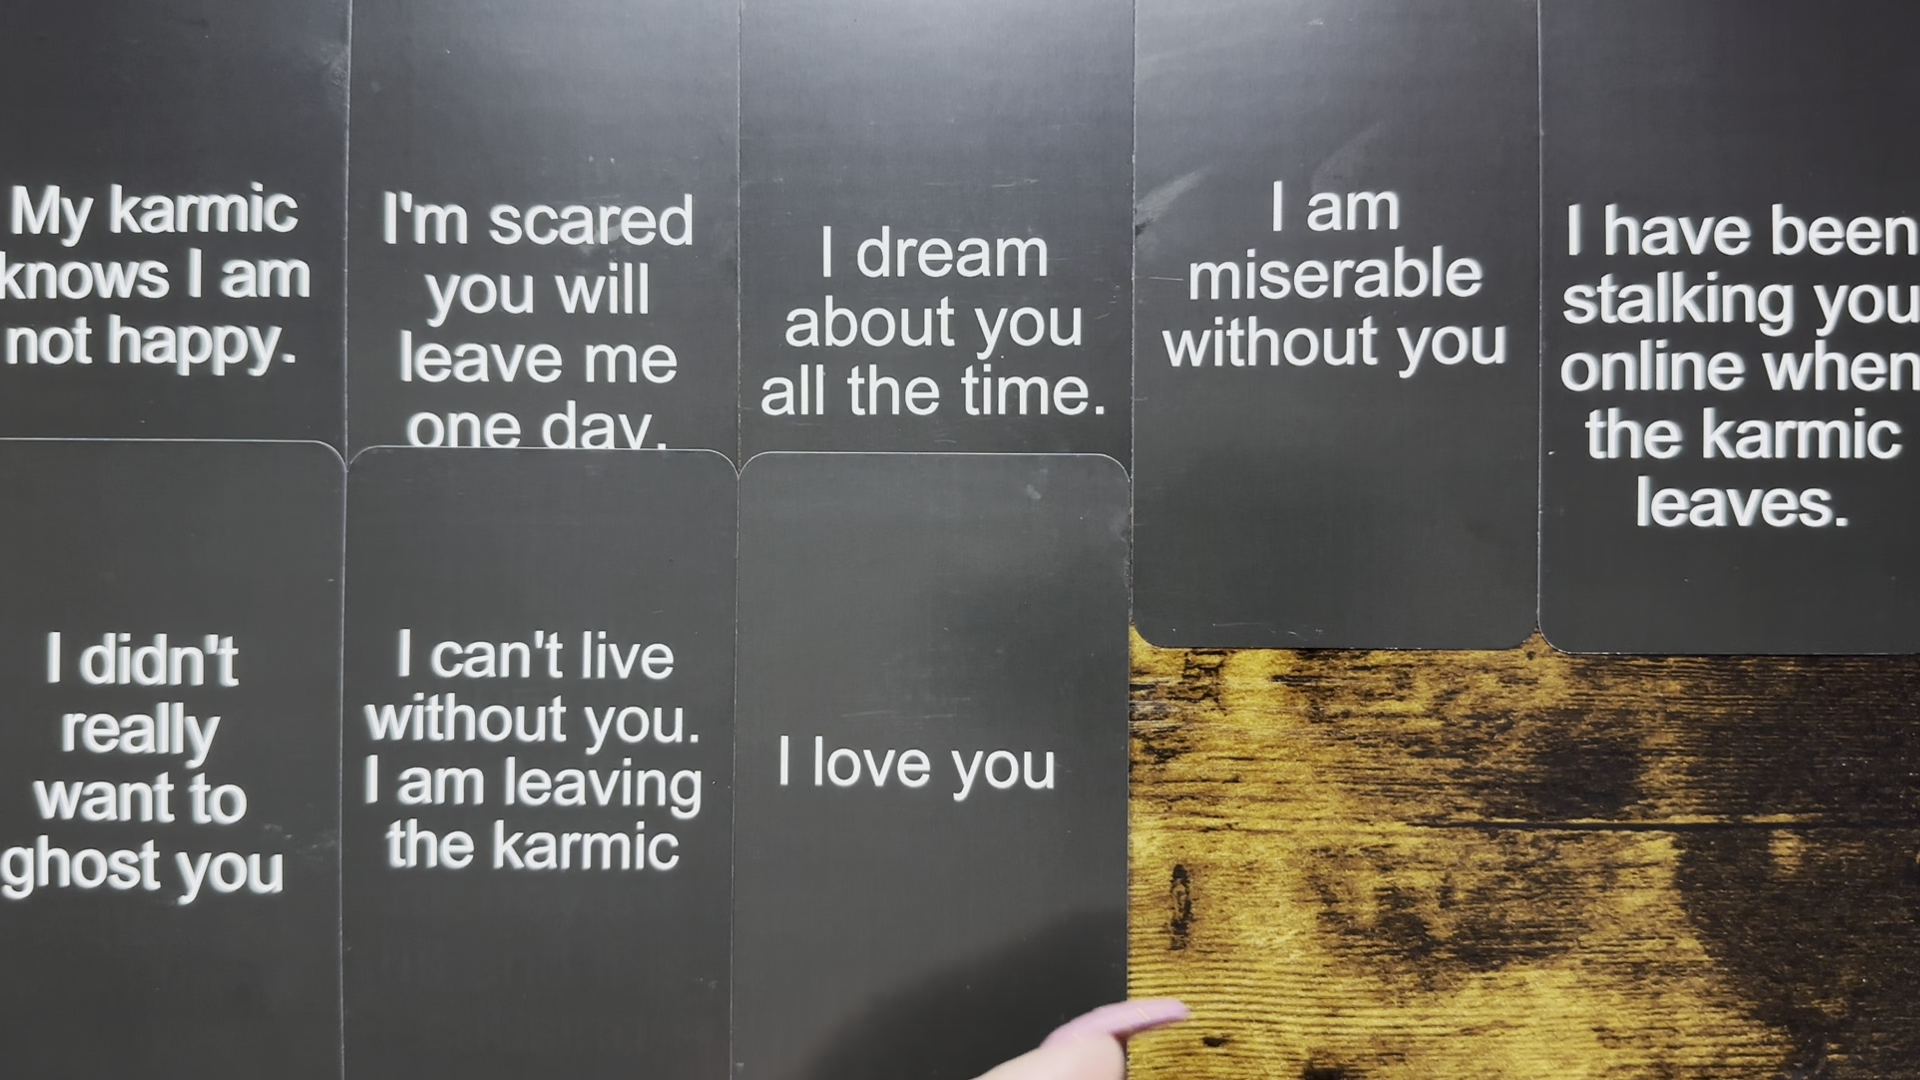 My karmic
knows I am
not happy.
I'm scared
you will
leave me
one day.
I dream
about you
all the time.
I am
miserable
without you
I have been
stalking you
online when
the karmic
leaves.
I didn't
really
want to
ghost you
I can't live
without you.
I am leaving
the karmic
I love you